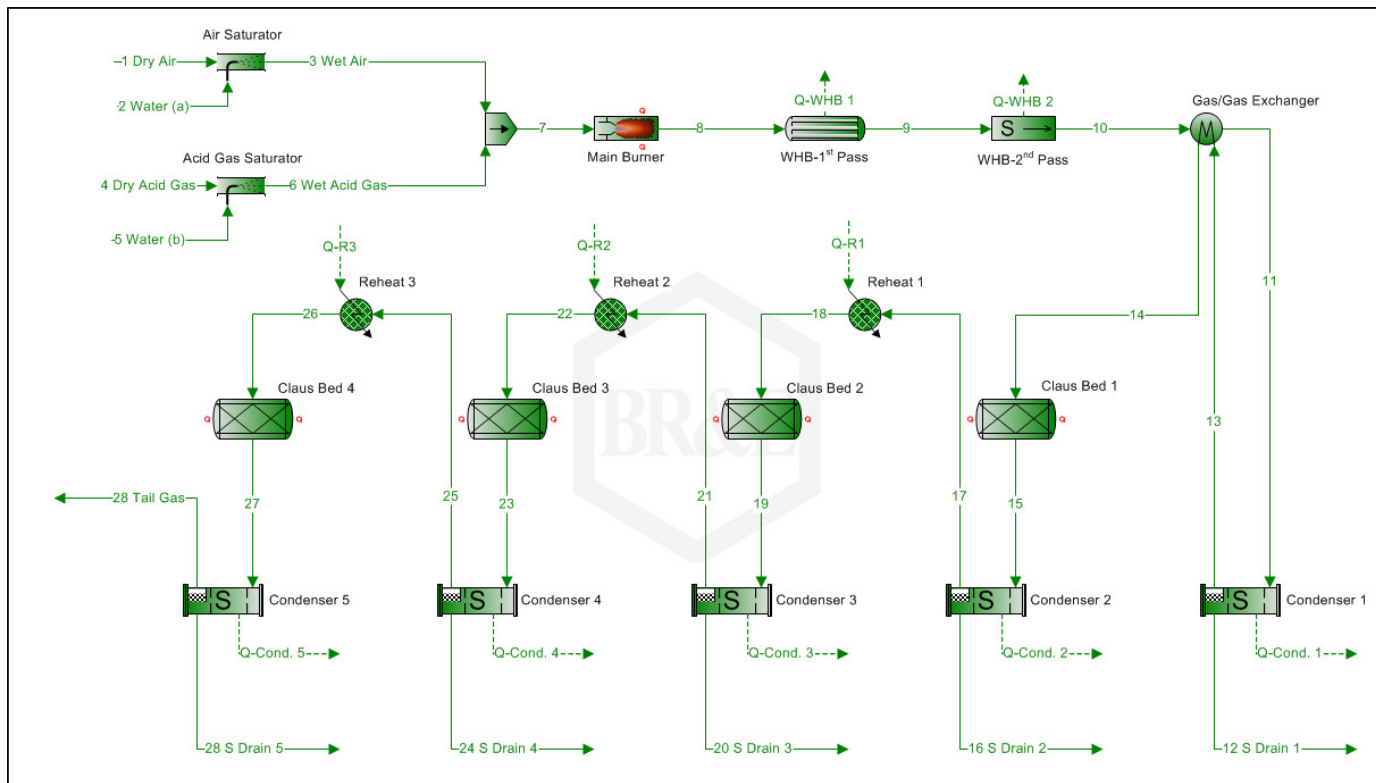 Air Saturator
1 Dry Air
3 Wet Air
2 Water (a)
Acid Gas Saturator
4 Dry Acid Gas
6 Wet Acid Gas
5 Water (b)
7
Q
Q
Main Burner
8
Q-WHB 1
WHB-1st Pass
9
Q-WHB 2
S
WHB-2nd Pass
10
Gas/Gas Exchanger
11
13
14
Q-R3
Reheat 3
26
Q-R2
Reheat 2
22
Q-R1
Reheat 1
18
Claus Bed 4
Q
Q
Claus Bed 3
Q
Q
Claus Bed 2
Q
Q
Claus Bed 1
Q
Q
BR&E
28 Tail Gas
27
25
23
21
19
17
15
S
Condenser 5
S
Condenser 4
S
Condenser 3
S
Condenser 2
S
Condenser 1
Q-Cond. 5
Q-Cond. 4
Q-Cond. 3
Q-Cond. 2
Q-Cond. 1
28 S Drain 5
24 S Drain 4
20 S Drain 3
16 S Drain 2
12 S Drain 1